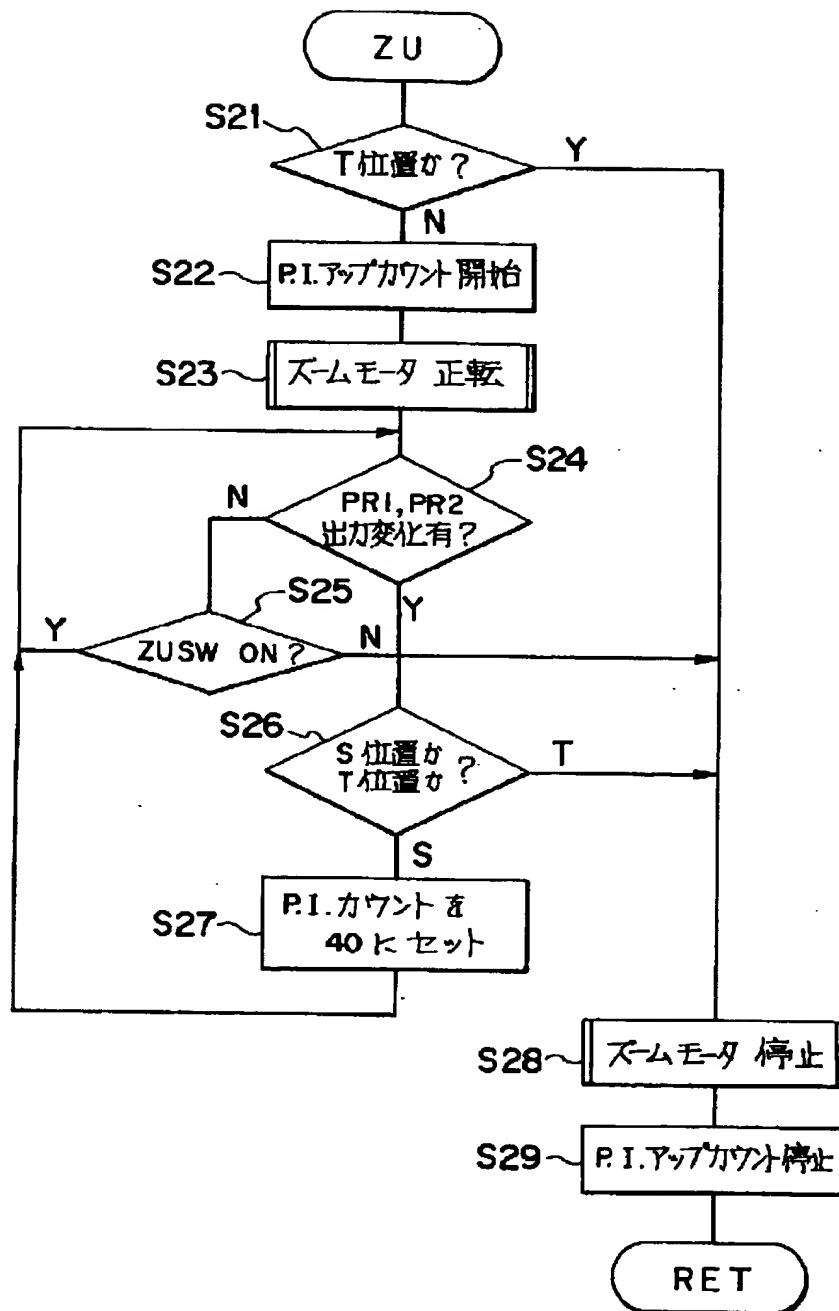 ZU
S21
T位置か?
Y
N
S22
P.I.アップカウント開始
S23
ズームモータ 正転
S24
N
PR1,PR2
出力変化有?
Y
S25
Y
ZUSW ON?
N
S26
S位置か
T位置か?
T
S
S27
P.I.カウントを
40にセット
S28
ズームモータ 停止
S29
P.I.アップカウント停止
RET